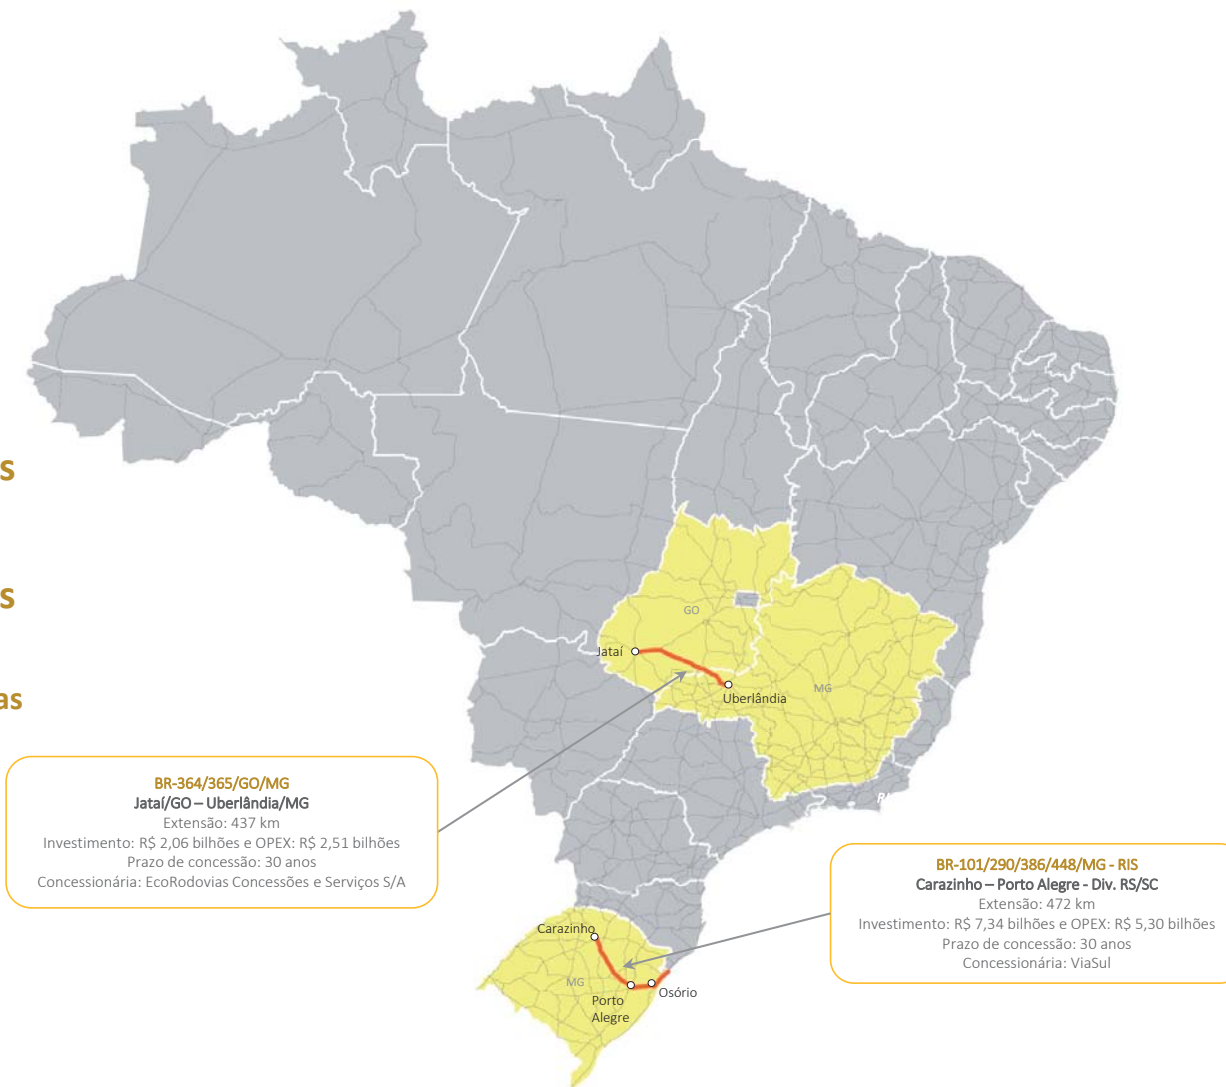 s
s
as
GO
Jataí
Uberlândia
MG
BR-364/365/GO/MG
Jataí/GO – Uberlândia/MG
Extensão: 437 km
Investimento: R$ 2,06 bilhões e OPEX: R$ 2,51 bilhões
Prazo de concessão: 30 anos
Concessionária: EcoRodovias Concessões e Serviços S/A
BR-101/290/386/448/MG - RIS
Carazinho – Porto Alegre - Div. RS/SC
Extensão: 472 km
Investimento: R$ 7,34 bilhões e OPEX: R$ 5,30 bilhões
Prazo de concessão: 30 anos
Concessionária: ViaSul
Carazinho
MG
Osório
Porto
Alegre